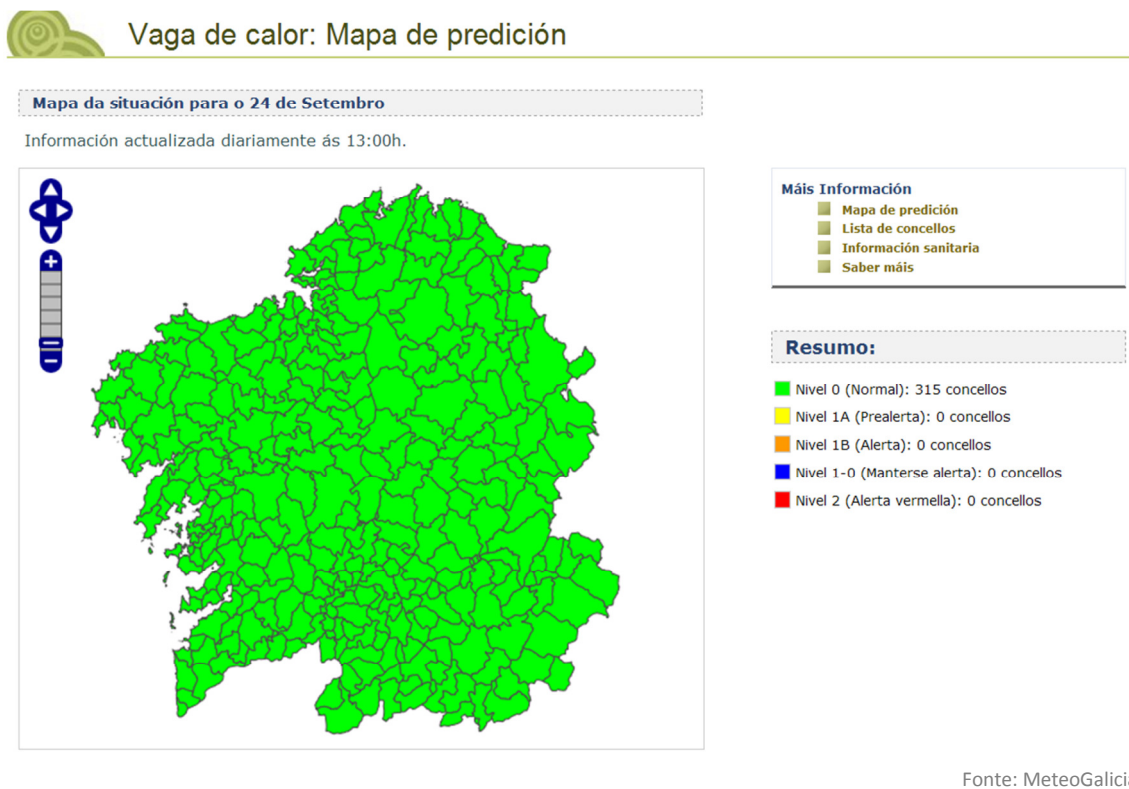 Vaga de calor: Mapa de predición
Mapa da situación para o 24 de Setembro
Información actualizada diariamente ás 13:00h.
Máis Información
Mapa de predición
Lista de concellos
Información sanitaria
Saber máis
Resumo:
Nivel 0 (Normal): 315 concellos
Nivel 1A (Prealerta): 0 concellos
Nivel 1B (Alerta): 0 concellos
Nivel 1-0 (Manterse alerta): 0 concellos
Nivel 2 (Alerta vermella): 0 concellos
Fonte: MeteoGalicia